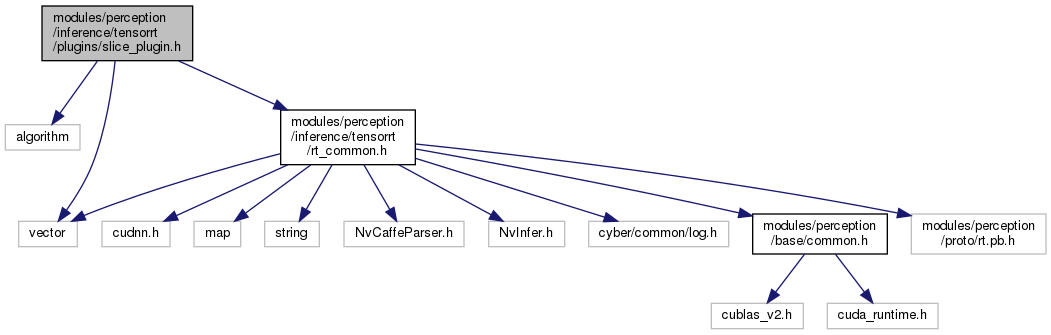 modules/perception
/inference/tensorrt
/plugins/slice_plugin.h
algorithm
modules/perception
/inference/tensorrt
/rt_common.h
vector
cudnn.h
map
string
NvCaffeParser.h
NvInfer.h
cyber/common/log.h
modules/perception
/base/common.h
modules/perception
/proto/rt.pb.h
cublas_v2.h
cuda_runtime.h